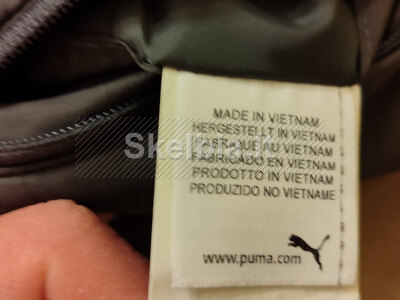 MADE IN VIETNAM
HERGESTELLT IN VIETNAM
FABRIQUÉ AU VIETNAM
FABRICADO EN VIETNAM
PRODOTTO IN VIETNAM
PRODUZIDO NO VIETNAME
www.puma.com